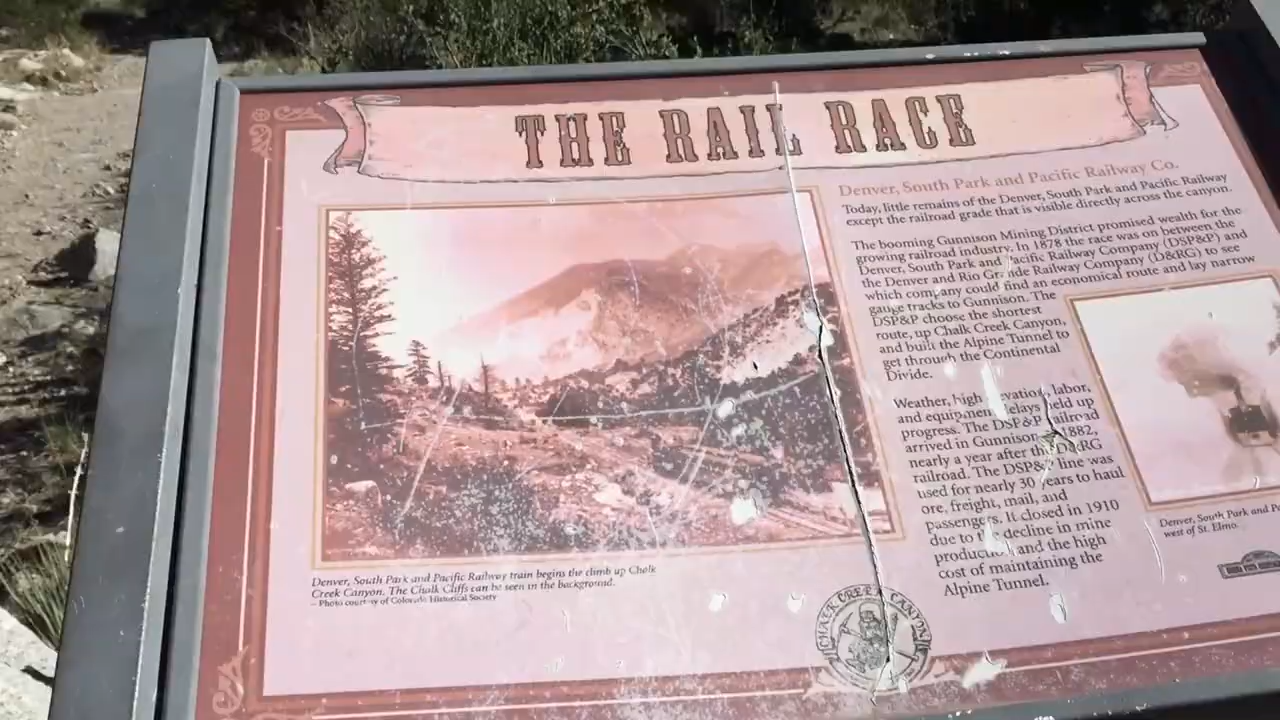 THE RAIL RACE
Denver, South Park and Pacific Railway Co.
Today, little remains of the Denver, South Park and Pacific Railway
except the railroad grade that is visible directly across the canyon.
The booming Gunnison Mining District promised wealth for the
growing railroad industry. In 1878 the race was on between the
Denver, South Park and Pacific Railway Company (DSP&P) and
the Denver and Rio Grande Railway Company (D&RG) to see
which company could find an economical route and lay narrow
gauge tracks to Gunnison. The
DSP&P choose the shortest
route, up Chalk Creek Canyon,
and built the Alpine Tunnel to
get through the Continental
Divide.
Weather, high elevation, labor,
and equipment delays held up
progress. The DSP&P railroad
arrived in Gunnison in 1882,
nearly a year after the D&RG
railroad. The DSP&P line was
used for nearly 30 years to haul
ore, freight, mail, and
passengers. It closed in 1910
due to the decline in mine
production and the high
cost of maintaining the
Alpine Tunnel.
Denver, South Park and Pacific Railway train begins the climb up Chalk
Creek Canyon. The Chalk Cliffs can be seen in the background.
– Photo courtesy of Colorado Historical Society
Denver, South Park and P
west of St. Elmo.
CHALK CREEK CANYON